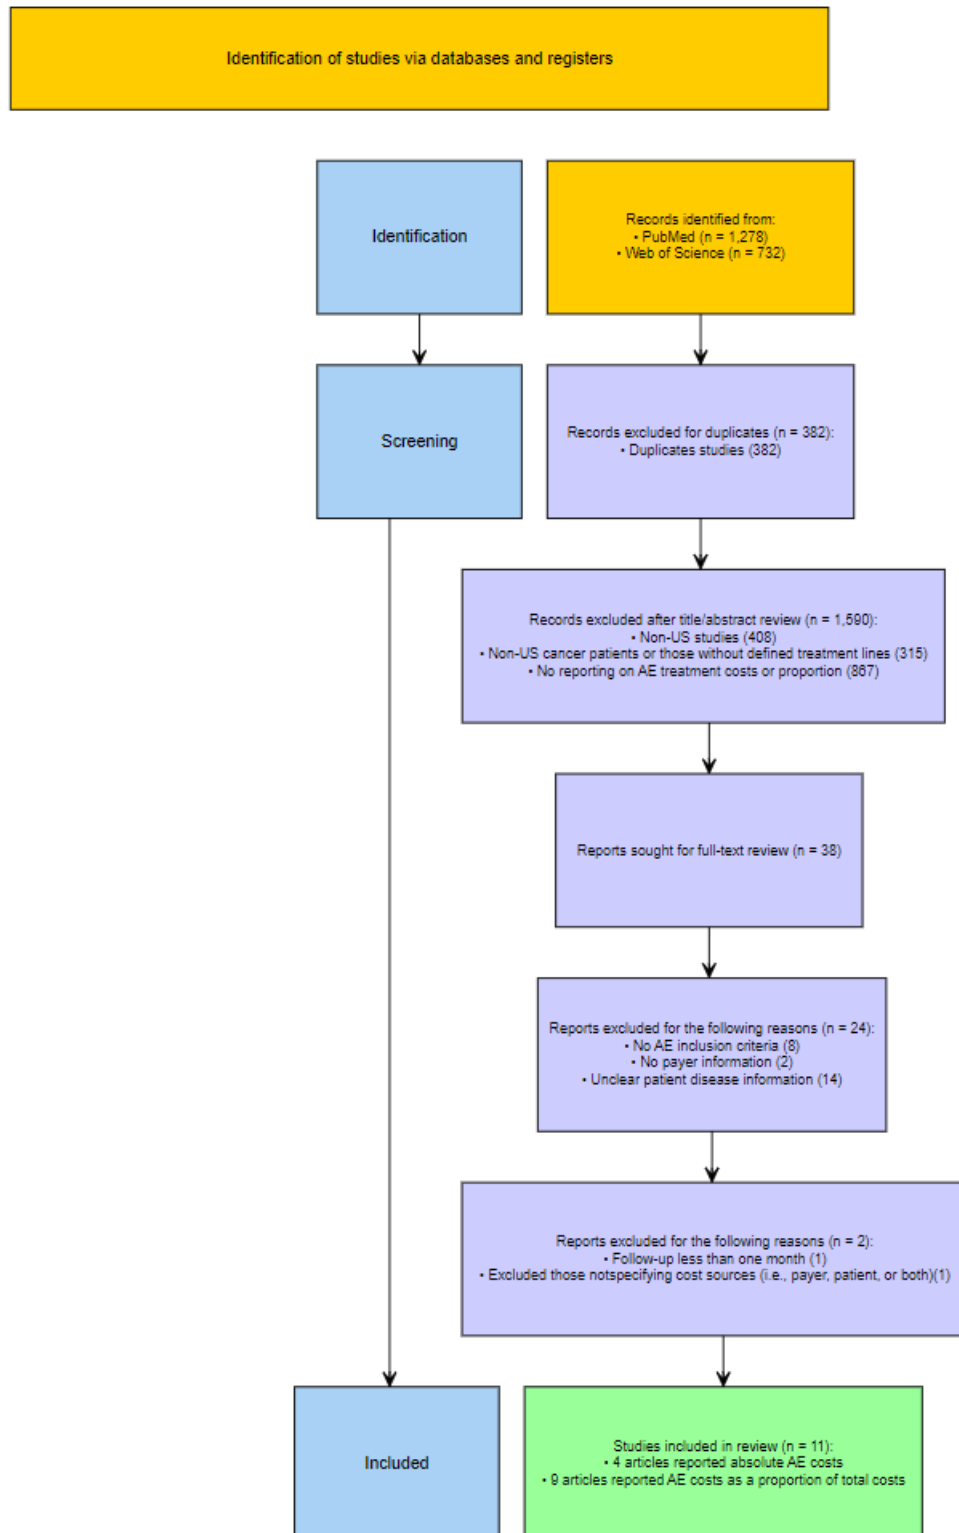 Identification of studies via databases and registers
Identification
Records identified from:
• PubMed (n = 1,278)
• Web of Science (n = 732)
Screening
Records excluded for duplicates (n = 382):
• Duplicates studies (382)
Records excluded after title/abstract review (n = 1,590):
• Non-US studies (408)
• Non-US cancer patients or those without defined treatment lines (315)
• No reporting on AE treatment costs or proportion (867)
Reports sought for full-text review (n = 38)
Reports excluded for the following reasons (n = 24):
• No AE inclusion criteria (8)
• No payer information (2)
• Unclear patient disease information (14)
Reports excluded for the following reasons (n = 2):
• Follow-up less than one month (1)
• Excluded those notspecifying cost sources (i.e., payer, patient, or both)(1)
Included
Studies included in review (n = 11):
• 4 articles reported absolute AE costs
• 9 articles reported AE costs as a proportion of total costs